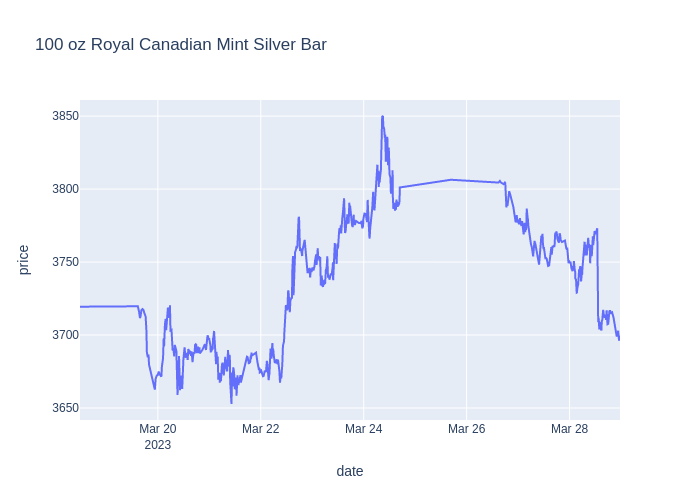 100 oz Royal Canadian Mint Silver Bar
3850
3800
3750
3700
3650
price
Mar 20
2023
Mar 22
Mar 24
Mar 26
Mar 28
date